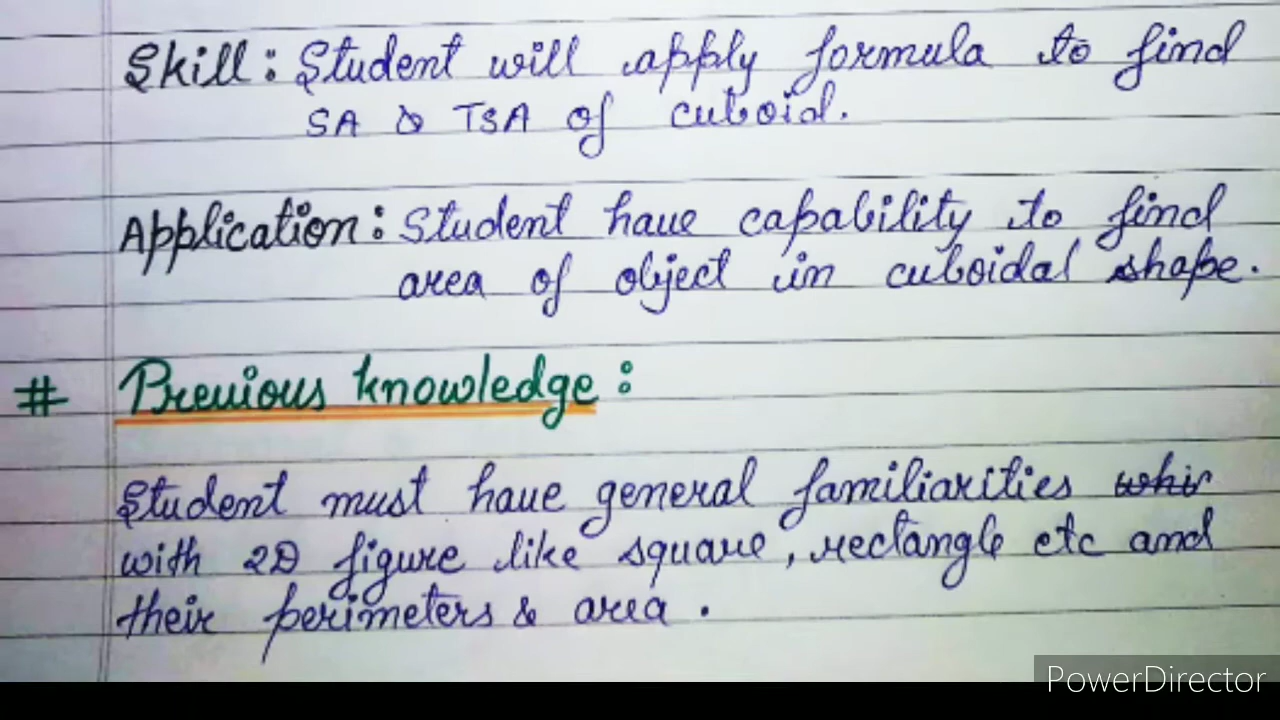 Skill: Student will apply formula to find
SA & TSA of cuboid.
Application: Student have capability to find
area of object in cuboidal shape.
# Previous knowledge:
Student must have general familiarities
with 2D figure like square, rectangle etc and
their perimeters & area.
PowerDirector